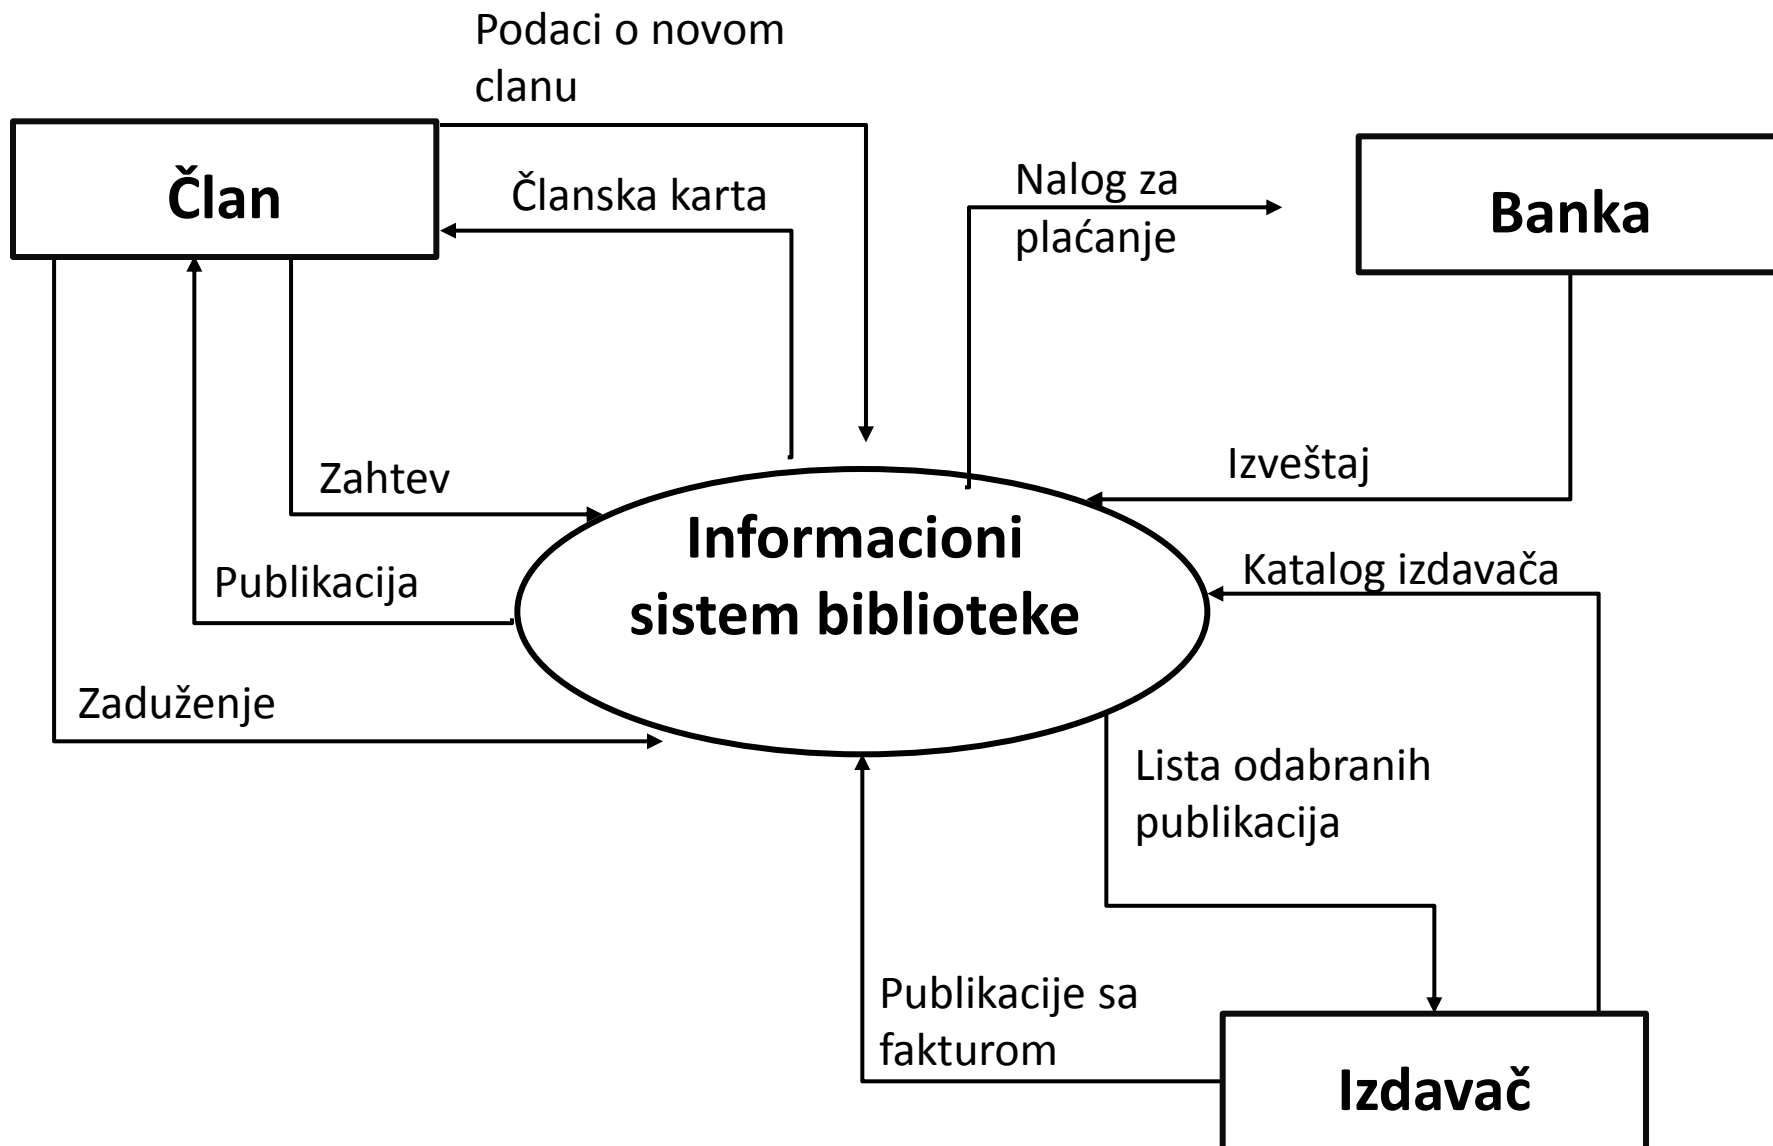 Podaci o novom
clanu
Član
Članska karta
Nalog za
plaćanje
Banka
Zahtev
Izveštaj
Informacioni
sistem biblioteke
Publikacija
Katalog izdavača
Zaduženje
Lista odabranih
publikacija
Publikacije sa
fakturom
Izdavač